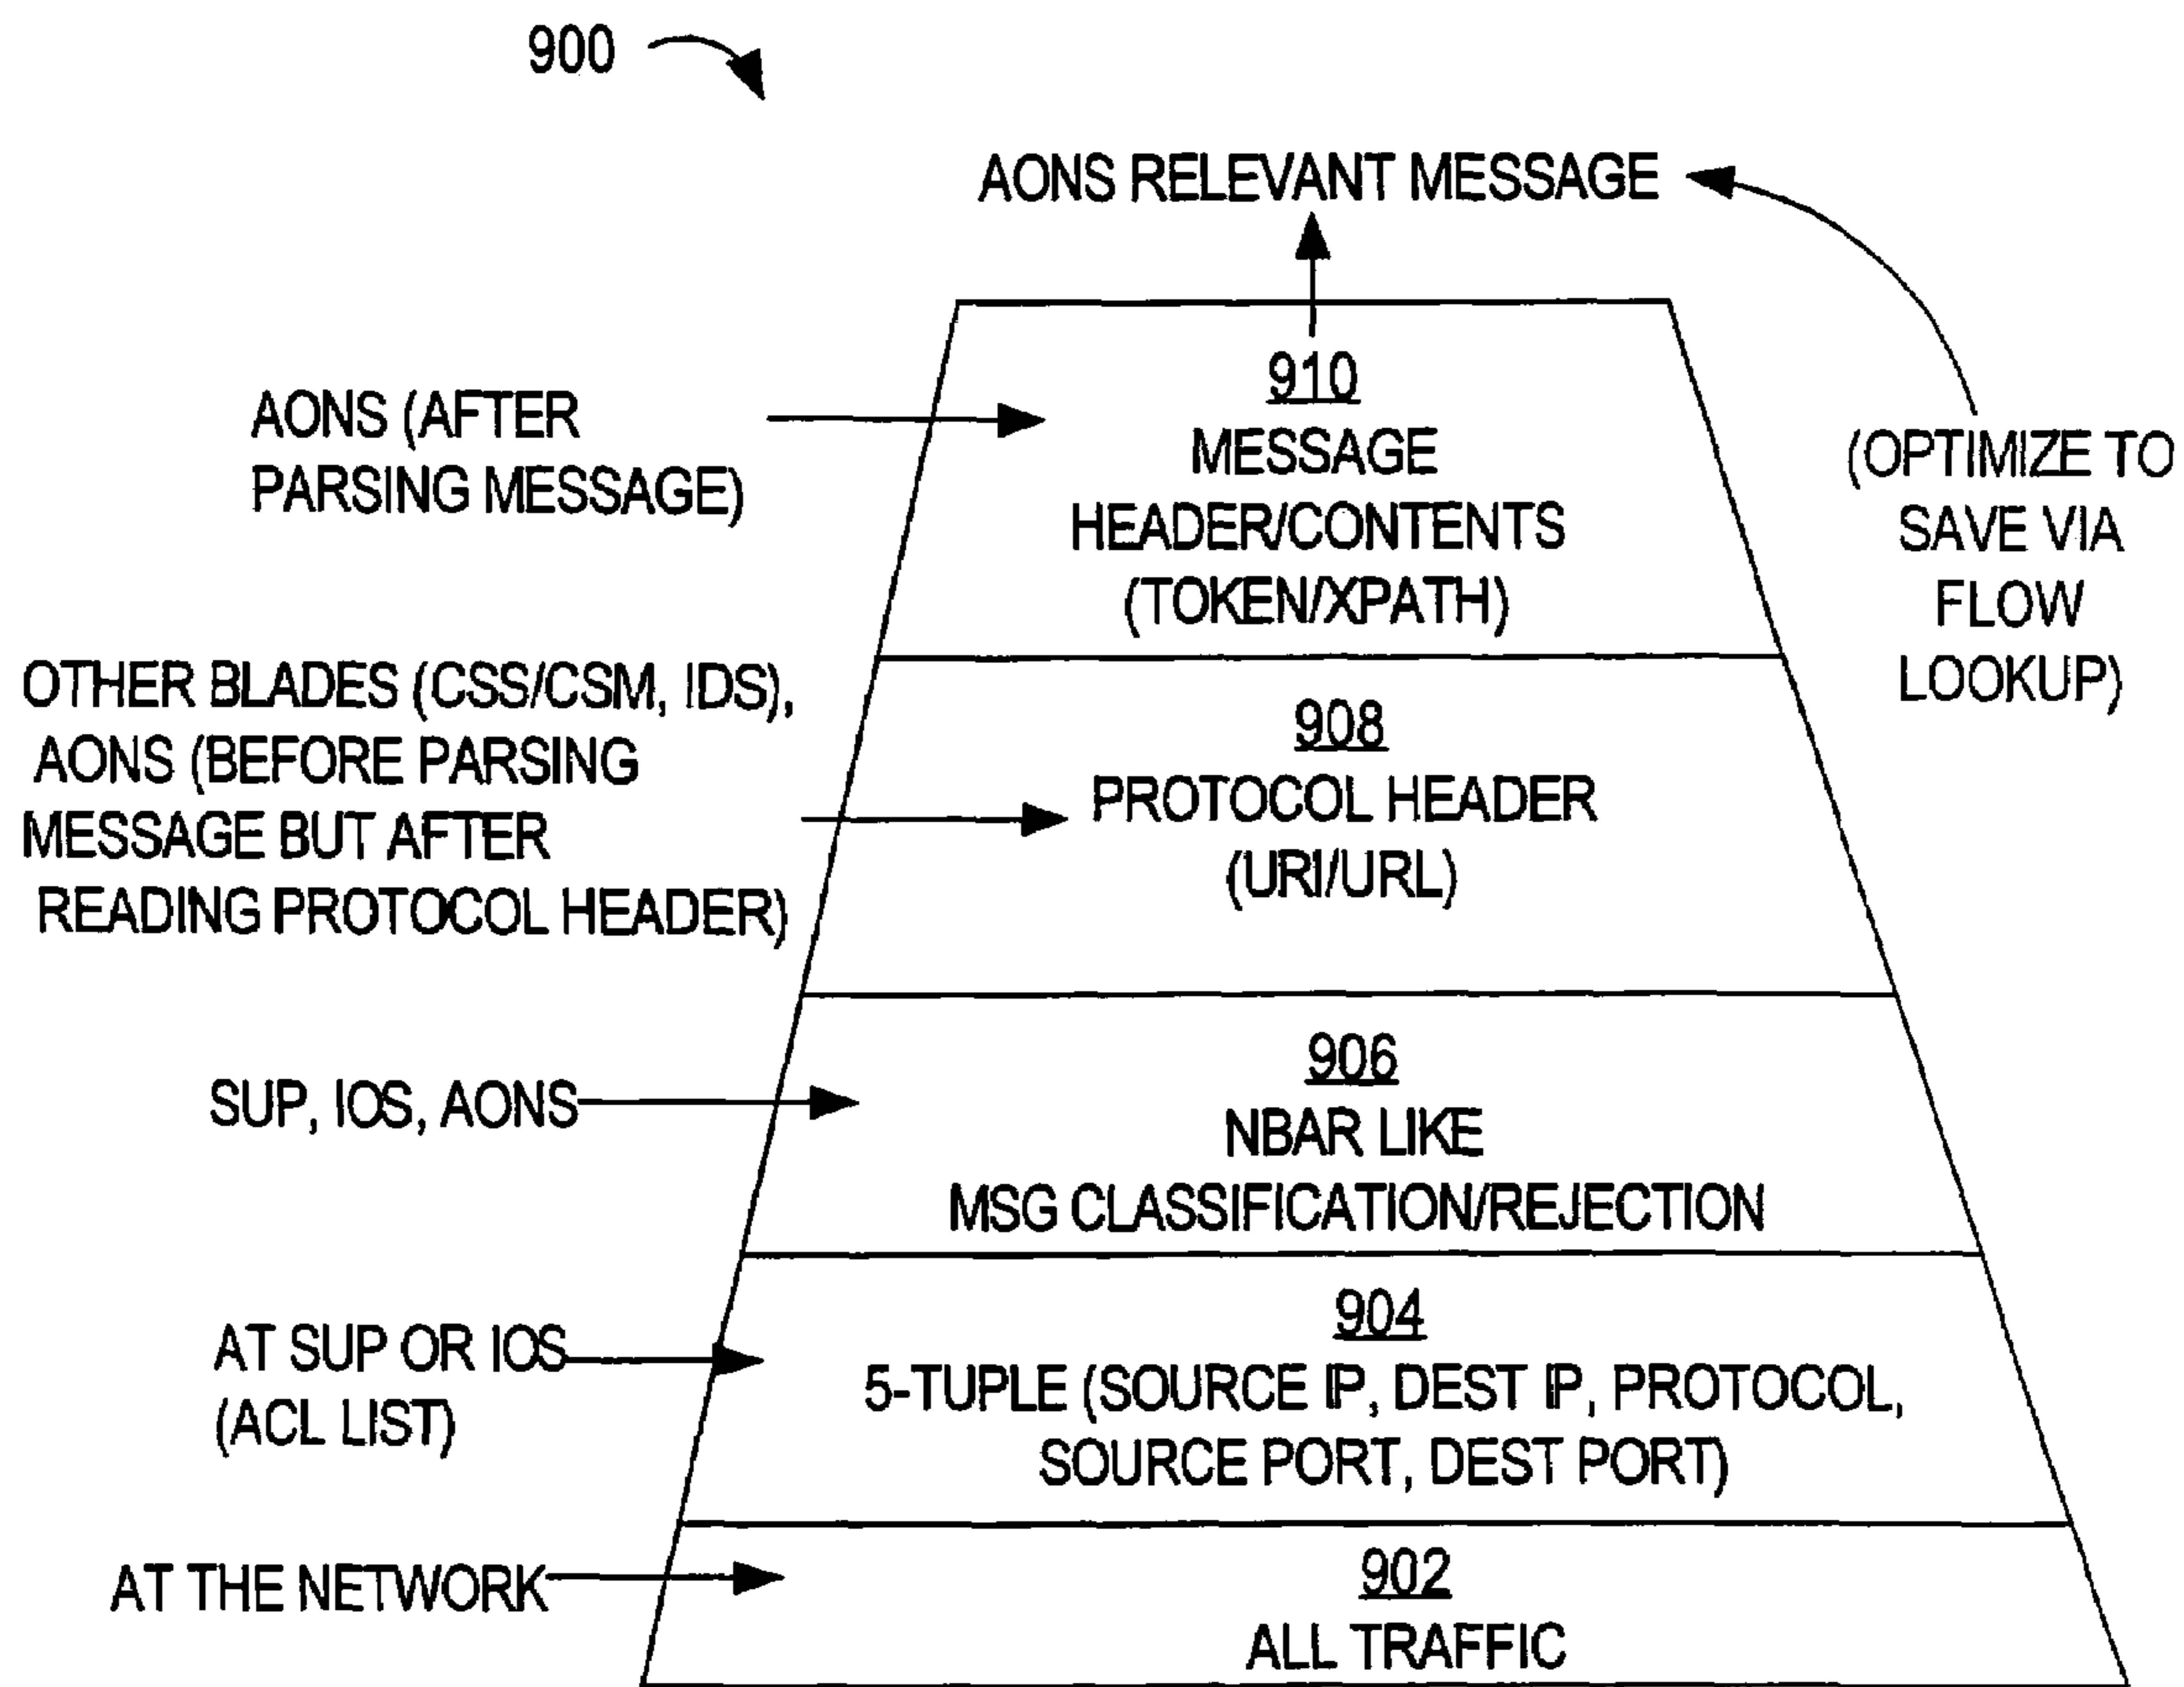 900
AONS RELEVANT MESSAGE
AONS (AFTER
PARSING MESSAGE)
910
MESSAGE
HEADER/CONTENTS
(TOKEN/XPATH)
(OPTIMIZE TO
SAVE VIA
FLOW
LOOKUP)
OTHER BLADES (CSS/CSM, IDS),
AONS (BEFORE PARSING
MESSAGE BUT AFTER
READING PROTOCOL HEADER)
908
PROTOCOL HEADER
(URI/URL)
SUP, IOS, AONS
906
NBAR LIKE
MSG CLASSIFICATION/REJECTION
AT SUP OR IOS
(ACL LIST)
904
5-TUPLE (SOURCE IP, DEST IP, PROTOCOL,
SOURCE PORT, DEST PORT)
AT THE NETWORK
902
ALL TRAFFIC